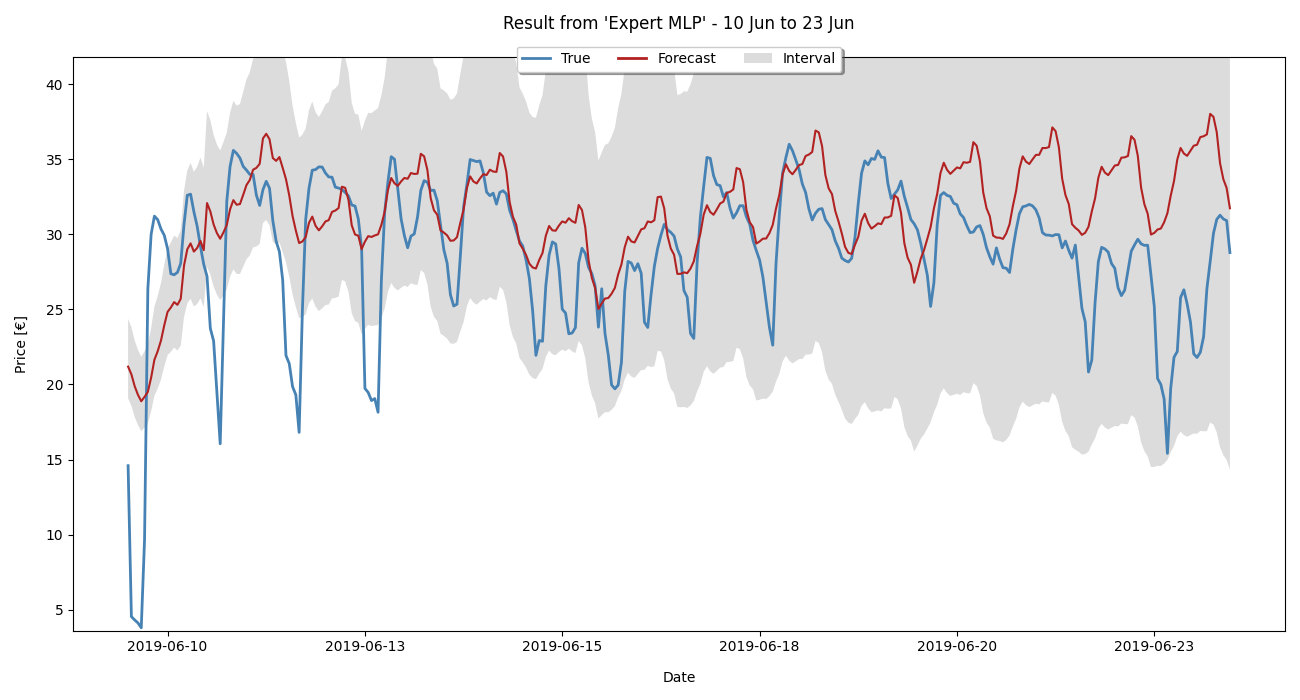 Result from 'Expert MLP' - 10 Jun to 23 Jun
True Forecast Interval
40
35
30
25
20
15
10
5
Price [€]
2019-06-10 2019-06-13 2019-06-15 2019-06-18 2019-06-20 2019-06-23
Date